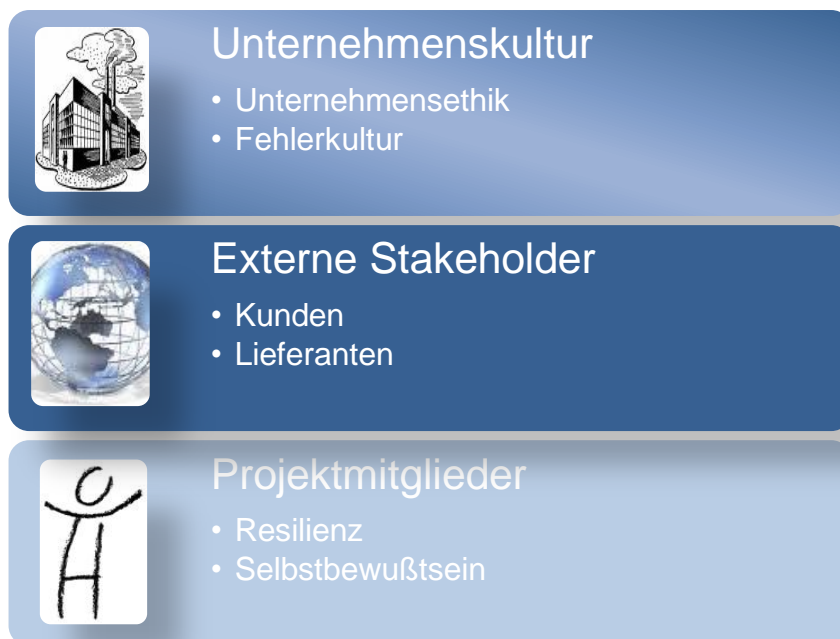 Unternehmenskultur
• Unternehmensethik
• Fehlerkultur
Externe Stakeholder
• Kunden
• Lieferanten
Projektmitglieder
• Resilienz
• Selbstbewußtsein